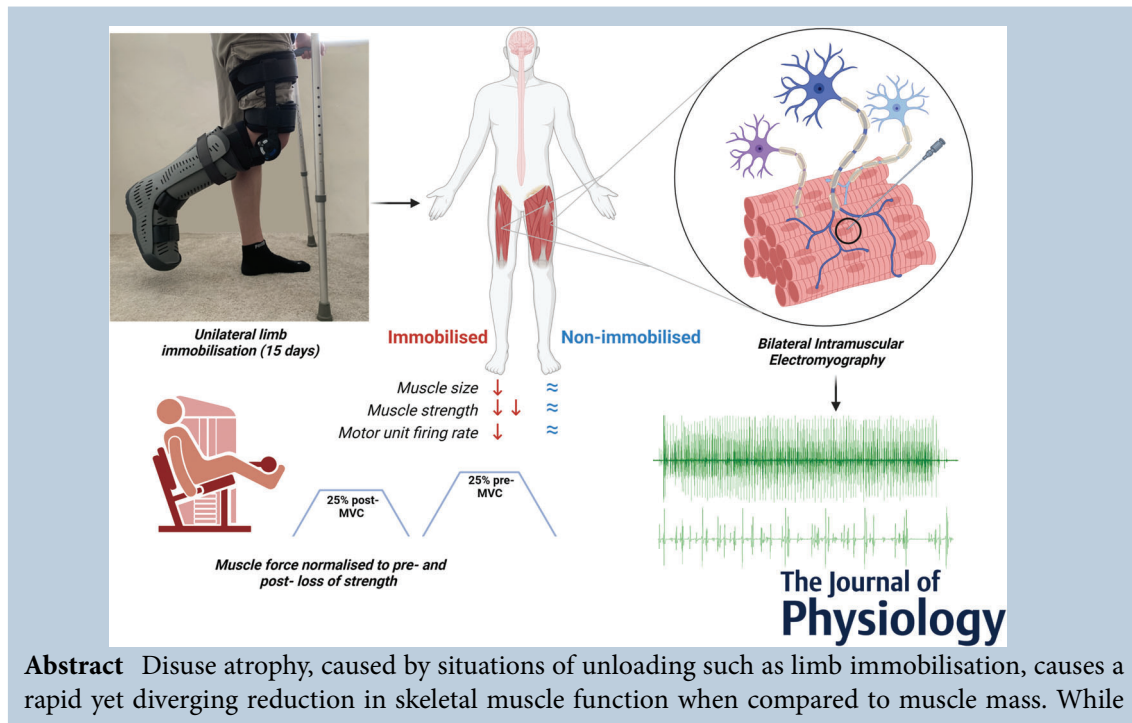 Unilateral limb
immobilisation (15 days)
Immobilised
Non-immobilised
Bilateral Intramuscular
Electromyography
Muscle size ↓ ≈
Muscle strength ↓ ↓ ≈
Motor unit firing rate ↓ ≈
25% post-
MVC
25% pre-
MVC
Muscle force normalised to pre- and
post- loss of strength
The Journal of
Physiology
Abstract Disuse atrophy, caused by situations of unloading such as limb immobilisation, causes a
rapid yet diverging reduction in skeletal muscle function when compared to muscle mass. While